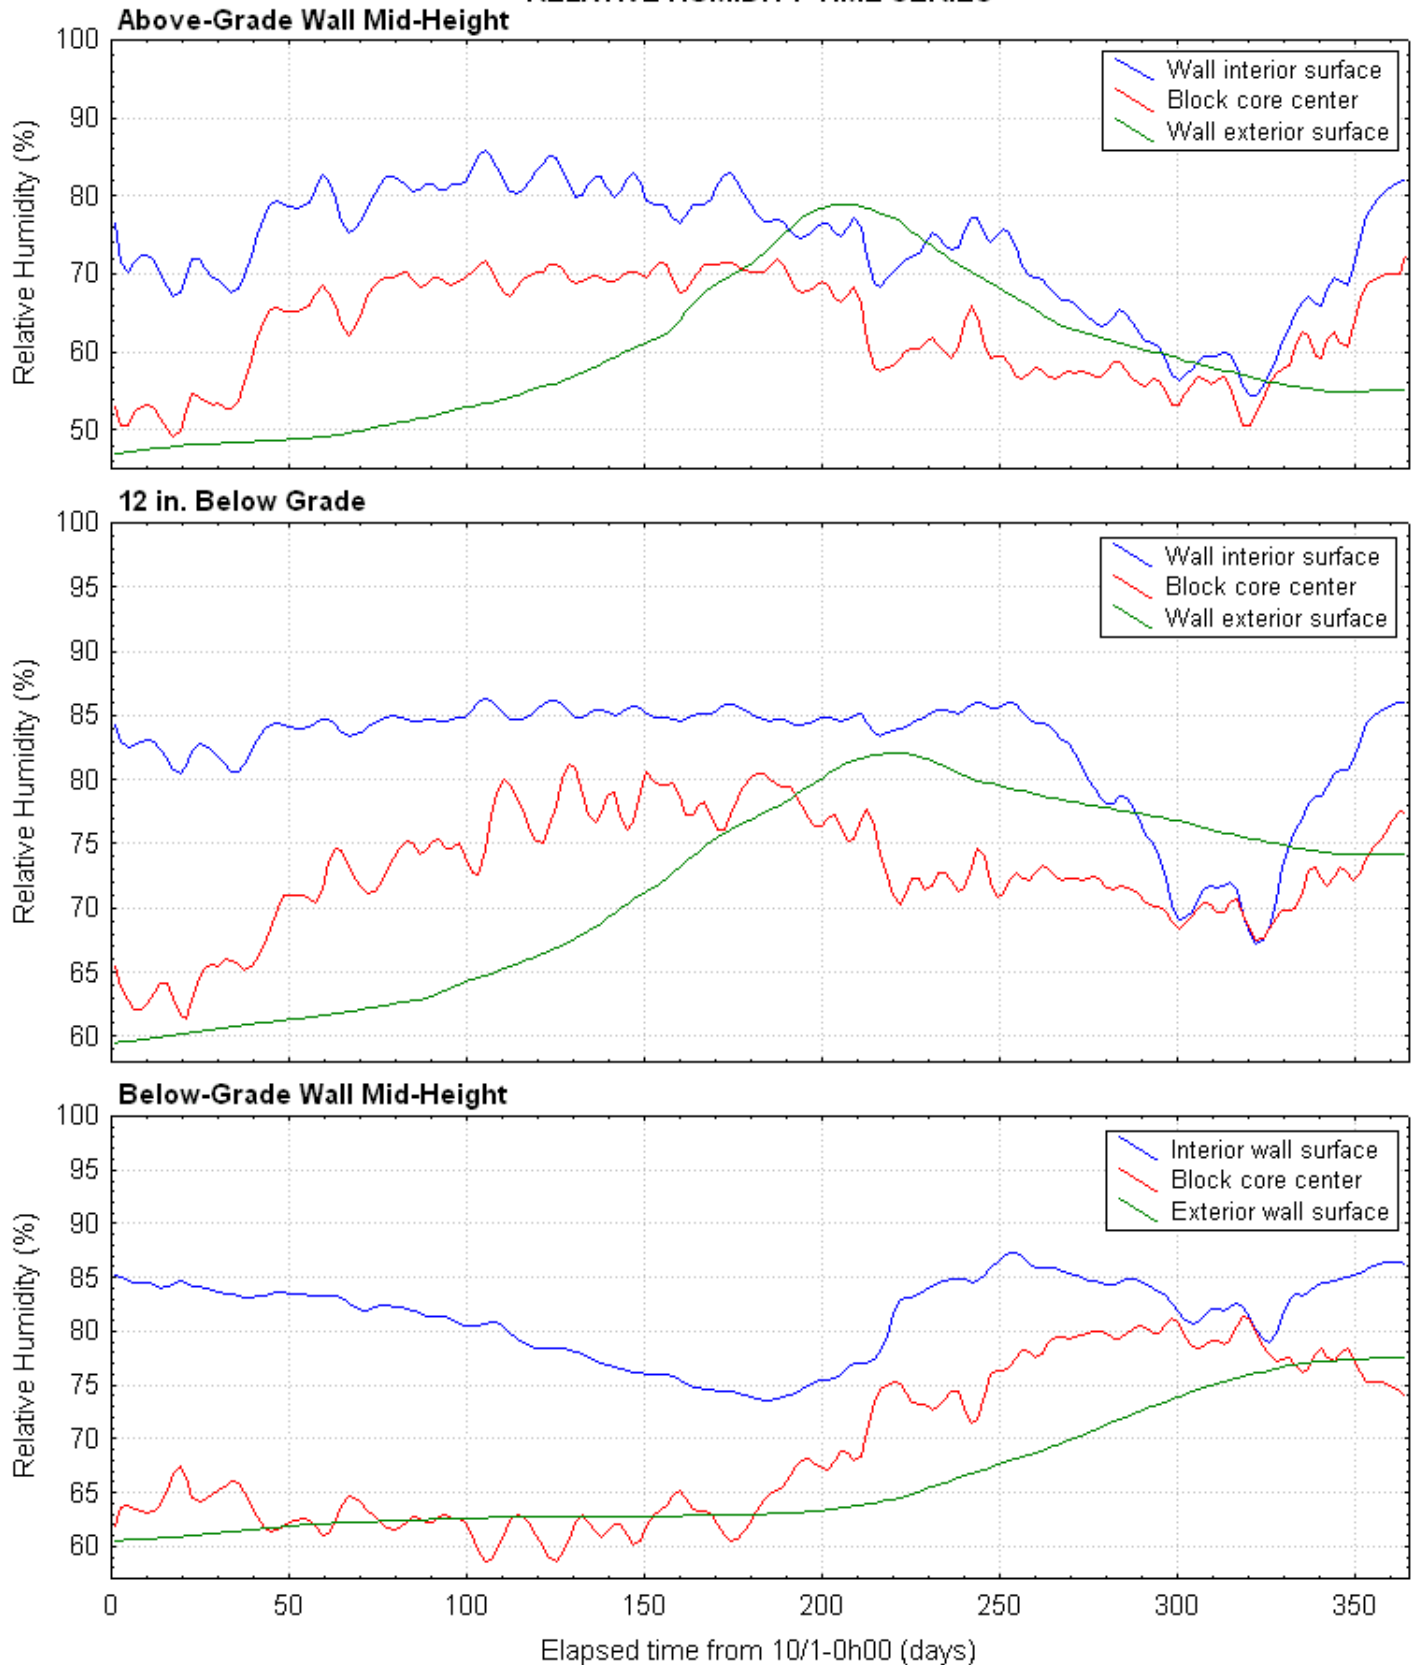 RELATIVE HUMIDITY TIME SERIES
Above-Grade Wall Mid-Height
100
90
80
70
60
50
Relative Humidity (%)
Wall interior surface
Block core center
Wall exterior surface
12 in. Below Grade
100
95
90
85
80
75
70
65
60
Relative Humidity (%)
Wall interior surface
Block core center
Wall exterior surface
Below-Grade Wall Mid-Height
100
95
90
85
80
75
70
65
60
Relative Humidity (%)
Interior wall surface
Block core center
Exterior wall surface
0 50 100 150 200 250 300 350
Elapsed time from 10/1-0h00 (days)